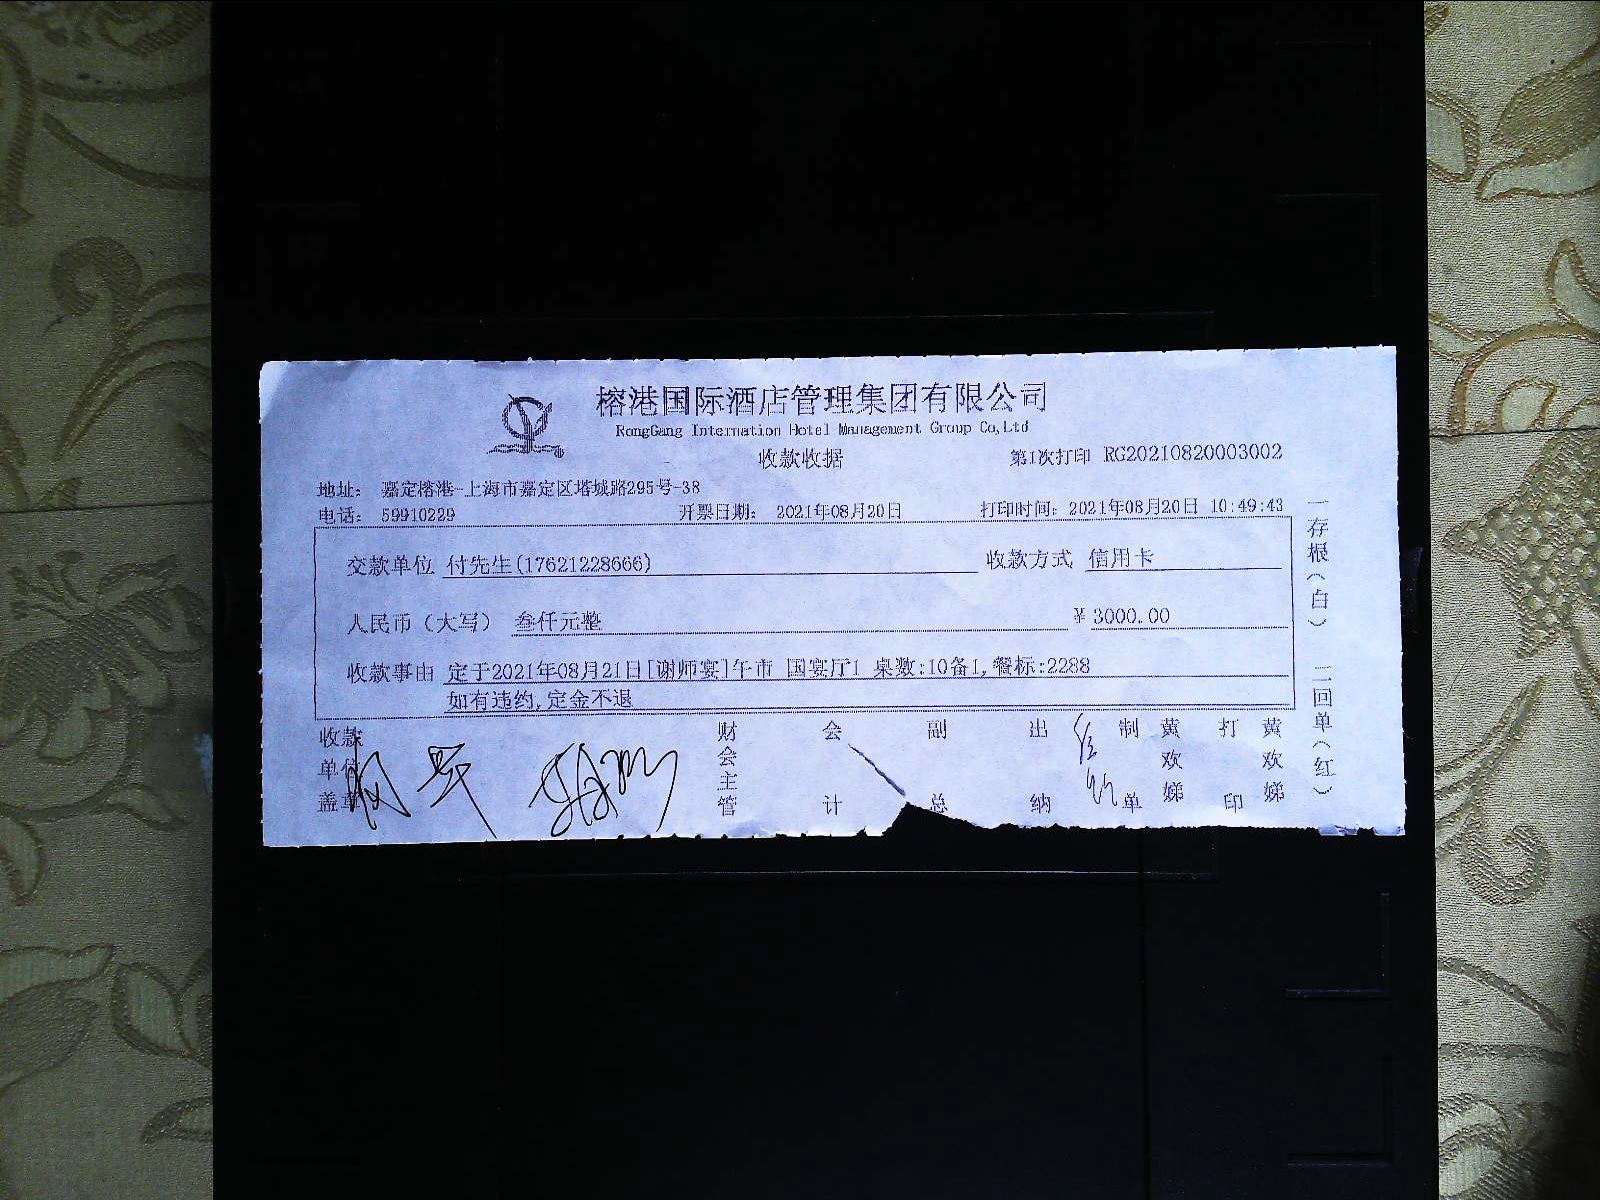 榕港国际酒店管理集团有限公司
RongGang Internation Hotel Management Group Co,Ltd
收款收据
第1次打印 RG20210820003002
地址: 嘉定榕港-上海市嘉定区塔城路295号-38
电话: 59910229 开票日期: 2021年08月20日 打印时间: 2021年08月20日 10:49:43
交款单位 付先生(17621228666) 收款方式 信用卡
人民币（大写） 叁仟元整 ¥ 3000.00
收款事由 定于2021年08月21日[谢师宴]午市 国宴厅1 桌数:10备1,餐标:2288
如有违约,定金不退
收款单位盖章 财会主管 会计 副总 出纳 制单 黄欢娣 打印 黄欢娣
一存根（白） 二回单（红）